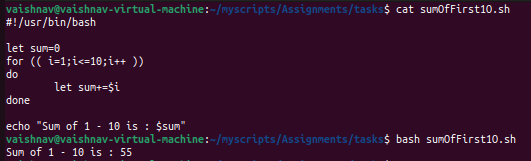 vaishnav@vaishnav-virtual-machine:~/myscripts/Assignments/tasks$ cat sumOfFirst10.sh
#!/usr/bin/bash

let sum=0
for (( i=1;i<=10;i++ ))
do
        let sum+=$i
done

echo "Sum of 1 - 10 is : $sum"
vaishnav@vaishnav-virtual-machine:~/myscripts/Assignments/tasks$ bash sumOfFirst10.sh
Sum of 1 - 10 is : 55